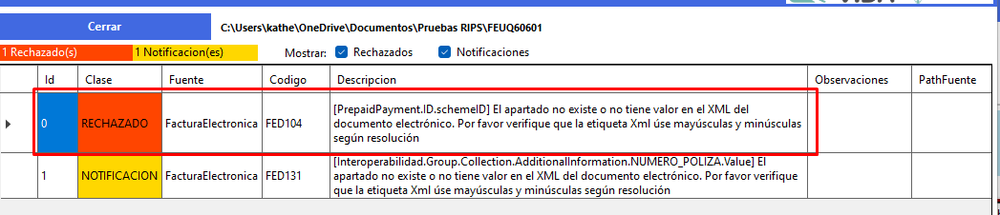 Cerrar
C:\Users\kathe\OneDrive\Documentos\Pruebas RIPS\FEUQ60601
1 Rechazado(s)
1 Notificacion(es)
Mostrar:
Rechazados
Notificaciones
Id Clase Fuente Codigo Descripcion Observaciones PathFuente
0 RECHAZADO FacturaElectronica FED104
[PrepaidPayment.ID.schemeID] El apartado no existe o no tiene valor en el XML del
documento electrónico. Por favor verifique que la etiqueta Xml úse mayúsculas y minúsculas
según resolución
1 NOTIFICACION FacturaElectronica FED131
[Interoperabilidad.Group.Collection.AdditionalInformation.NUMERO_POLIZA.Value] El
apartado no existe o no tiene valor en el XML del documento electrónico. Por favor verifique
que la etiqueta Xml úse mayúsculas y minúsculas según resolución